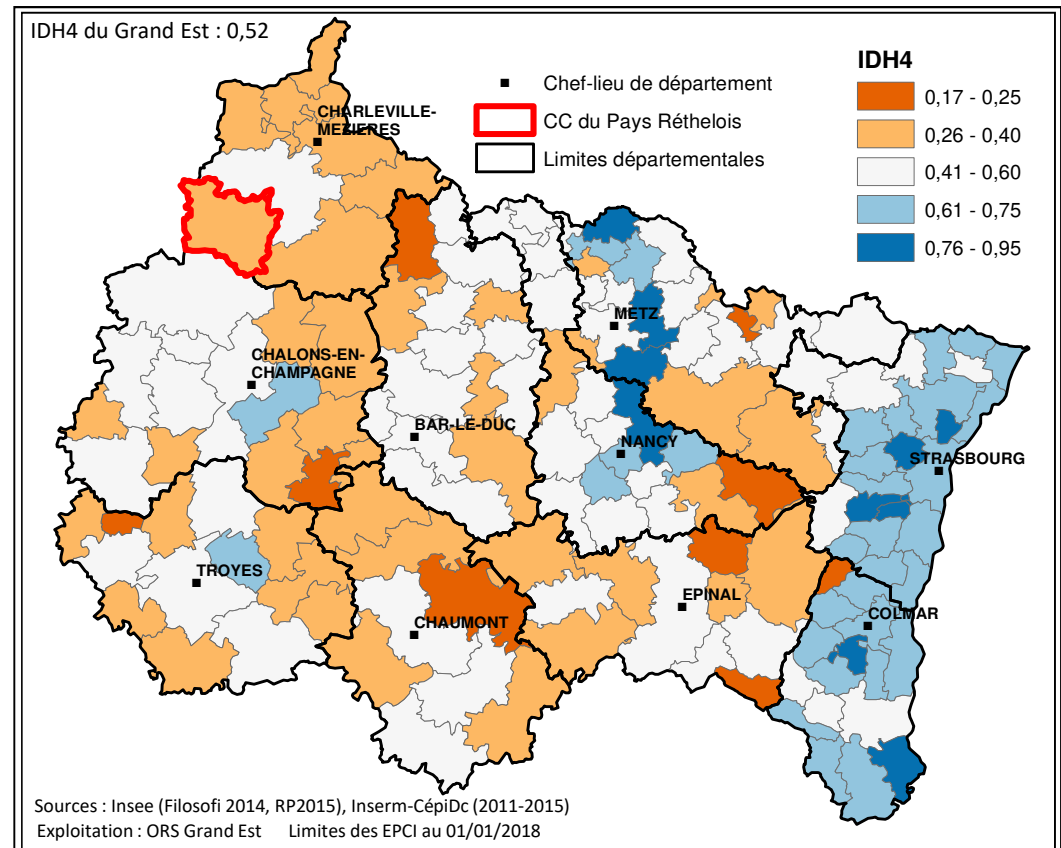 IDH4 du Grand Est : 0,52
IDH4
0,17 - 0,25
0,26 - 0,40
0,41 - 0,60
0,61 - 0,75
0,76 - 0,95
Chef-lieu de département
CC du Pays Réthelois
Limites départementales
CHARLEVILLE-
MEZIERES
METZ
CHALONS-EN-
CHAMPAGNE
BAR-LE-DUC
NANCY
STRASBOURG
TROYES
EPINAL
CHAUMONT
COLMAR
Sources : Insee (Filosofi 2014, RP2015), Inserm-CépiDc (2011-2015)
Exploitation : ORS Grand Est Limites des EPCI au 01/01/2018